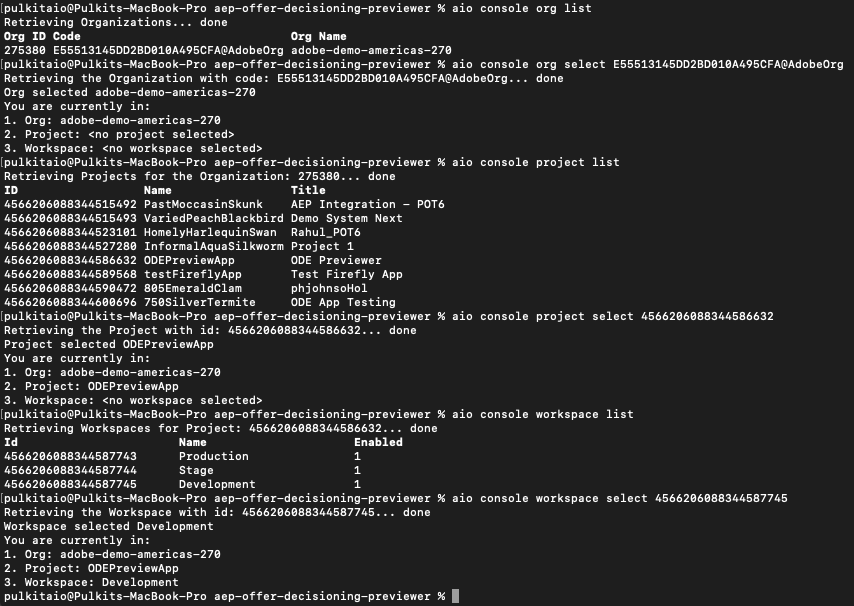 [pulkitaio@Pulkits-MacBook-Pro aep-offer-decisioning-previewer % aio console org list
Retrieving Organizations... done
Org ID Code                              Org Name
275380 E55513145DD2BD010A495CFA@AdobeOrg adobe-demo-americas-270
[pulkitaio@Pulkits-MacBook-Pro aep-offer-decisioning-previewer % aio console org select E55513145DD2BD010A495CFA@AdobeOrg
Retrieving the Organization with code: E55513145DD2BD010A495CFA@AdobeOrg... done
Org selected adobe-demo-americas-270
You are currently in:
1. Org: adobe-demo-americas-270
2. Project: <no project selected>
3. Workspace: <no workspace selected>
[pulkitaio@Pulkits-MacBook-Pro aep-offer-decisioning-previewer % aio console project list
Retrieving Projects for the Organization: 275380... done
ID                  Name                 Title
4566206088344515492 PastMoccasinSkunk    AEP Integration - POT6
4566206088344515493 VariedPeachBlackbird Demo System Next
4566206088344523101 HomelyHarlequinSwan  Rahul_POT6
4566206088344527280 InformalAquaSilkworm Project 1
4566206088344586632 ODEPreviewApp        ODE Previewer
4566206088344589568 testFireflyApp       Test Firefly App
4566206088344590472 805EmeraldClam       phjohnsoHol
4566206088344600696 750SilverTermite     ODE App Testing
[pulkitaio@Pulkits-MacBook-Pro aep-offer-decisioning-previewer % aio console project select 4566206088344586632
Retrieving the Project with id: 4566206088344586632... done
Project selected ODEPreviewApp
You are currently in:
1. Org: adobe-demo-americas-270
2. Project: ODEPreviewApp
3. Workspace: <no workspace selected>
[pulkitaio@Pulkits-MacBook-Pro aep-offer-decisioning-previewer % aio console workspace list
Retrieving Workspaces for Project: 4566206088344586632... done
Id                       Name                     Enabled
4566206088344587743      Production               1
4566206088344587744      Stage                    1
4566206088344587745      Development              1
[pulkitaio@Pulkits-MacBook-Pro aep-offer-decisioning-previewer % aio console workspace select 4566206088344587745
Retrieving the Workspace with id: 4566206088344587745... done
Workspace selected Development
You are currently in:
1. Org: adobe-demo-americas-270
2. Project: ODEPreviewApp
3. Workspace: Development
pulkitaio@Pulkits-MacBook-Pro aep-offer-decisioning-previewer %